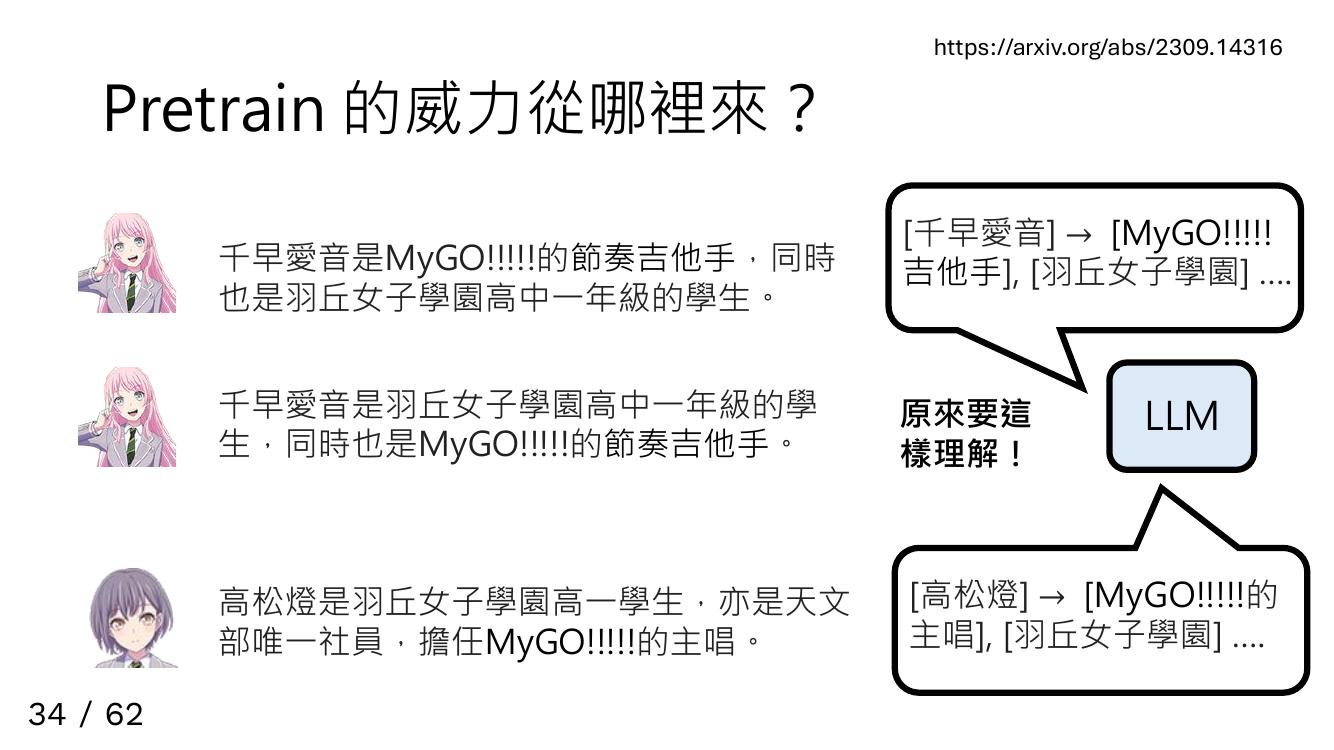 https://arxiv.org/abs/2309.14316
Pretrain 的威力從哪裡來？
千早愛音是MyGO!!!!!的節奏吉他手，同時
也是羽丘女子學園高中一年級的學生。
[千早愛音] → [MyGO!!!!!
吉他手], [羽丘女子學園] ....
千早愛音是羽丘女子學園高中一年級的學
生，同時也是MyGO!!!!!的節奏吉他手。
原來要這
樣理解！
LLM
高松燈是羽丘女子學園高一學生，亦是天文
部唯一社員，擔任MyGO!!!!!的主唱。
[高松燈] → [MyGO!!!!!的
主唱], [羽丘女子學園] ....
34 / 62